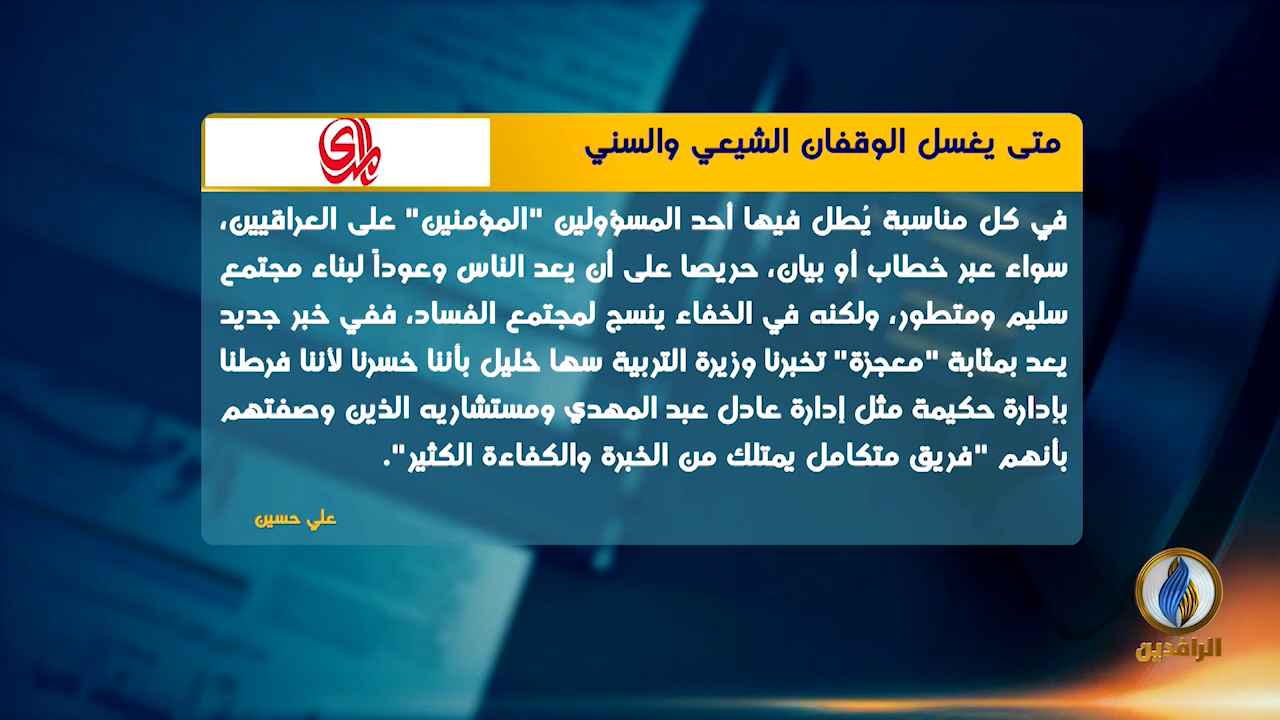 متى يغسل الوقفان الشيعي والسني
المدى
في كل مناسبة يُطل فيها أحد المسؤولين "المؤمنين" على العراقيين،
سواء عبر خطاب أو بيان، حريصا على أن يعد الناس وعوداً لبناء مجتمع
سليم ومتطور، ولكنه في الخفاء ينسج لمجتمع الفساد، ففي خبر جديد
يعد بمثابة "معجزة" تخبرنا وزيرة التربية سها خليل بأننا خسرنا لأننا فرطنا
بإدارة حكيمة مثل إدارة عادل عبد المهدي ومستشاريه الذين وصفتهم
بأنهم "فريق متكامل يمتلك من الخبرة والكفاءة الكثير".
علي حسين
الرافدين